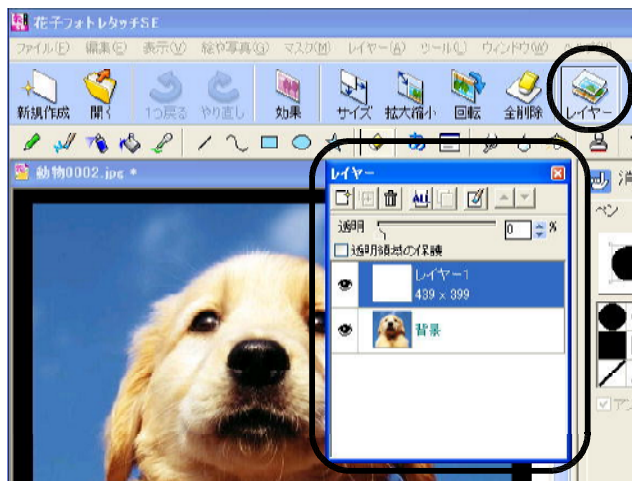 花子フォトレタッチSE
ファイル(F) 編集(E) 表示(V) 絵や写真(G) マスク(M) レイヤー(A) ツール(L) ウィンドウ(W)
新規作成 開く 1つ戻る やり直し 効果 サイズ 拡大縮小 回転 全削除 レイヤー
動物0002.jpg *
レイヤー
ALL
透明 0 %
透明領域の保護
レイヤー1
439 × 399
背景
ペン